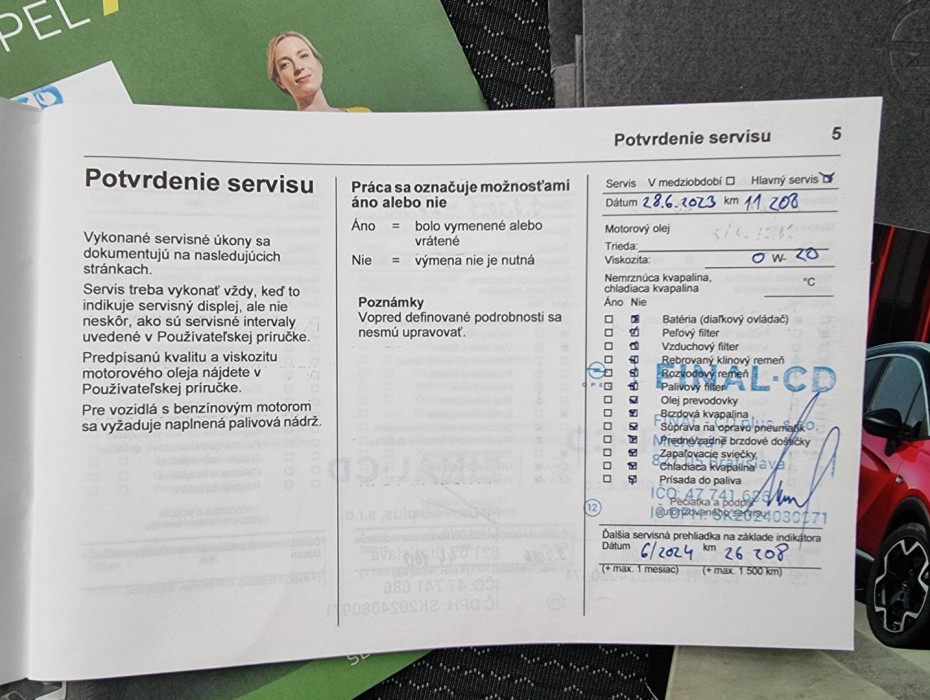 PEL
Potvrdenie servisu 5
Potvrdenie servisu
Vykonané servisné úkony sa
dokumentujú na nasledujúcich
stránkach.
Servis treba vykonať vždy, keď to
indikuje servisný displej, ale nie
neskôr, ako sú servisné intervaly
uvedené v Používateľskej príručke.
Predpísanú kvalitu a viskozitu
motorového oleja nájdete v
Používateľskej príručke.
Pre vozidlá s benzínovým motorom
sa vyžaduje naplnená palivová nádrž.
Práca sa označuje možnosťami
áno alebo nie
Áno = bolo vymenené alebo
vrátené
Nie = výmena nie je nutná
Poznámky
Vopred definované podrobnosti sa
nesmú upravovať.
Servis V medziobdobí Hlavný servis
Dátum 28.6.2023 km 11 208
Motorový olej
Trieda:
Viskozita: 0 W- 20
Nemrznúca kvapalina,
chladiaca kvapalina °C
Áno Nie
Batéria (diaľkový ovládač)
Peľový filter
Vzduchový filter
Rebrovaný klinový remeň
Rozvodový remeň
Palivový filter
FINAL-CD
Olej prevodovky
Brzdová kvapalina
Súprava na opravo pneumatík
Predné/zadné brzdové doštičky
Zapaľovacie sviečky
Chladiaca kvapalina
Prísada do paliva
IČO: 47 741 686
Pečiatka a podpis
autorizovaného servisu
12
Ďalšia servisná prehliadka na základe indikátora
Dátum 6/2024 km 26 208
(+ max. 1 mesiac) (+ max. 1 500 km)